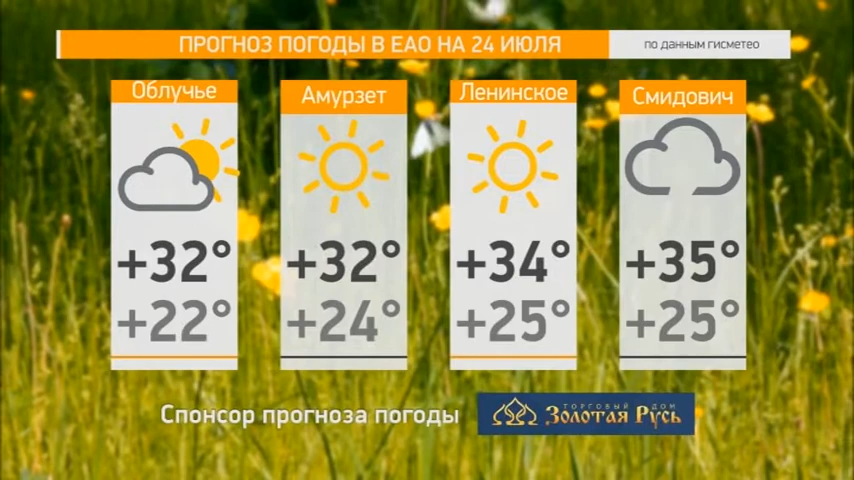 ПРОГНОЗ ПОГОДЫ В ЕАО НА 24 ИЮЛЯ
по данным гисметео
Облучье
+32°
+22°
Амурзет
+32°
+24°
Ленинское
+34°
+25°
Смидович
+35°
+25°
Спонсор прогноза погоды
ТОРГОВЫЙ ДОМ
Золотая Русь